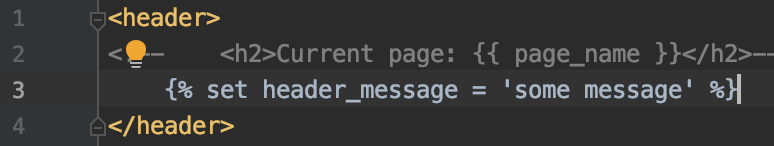 1 <header>
2 <!-- <h2>Current page: {{ page_name }}</h2>--
3 {% set header_message = 'some message' %}
4 </header>